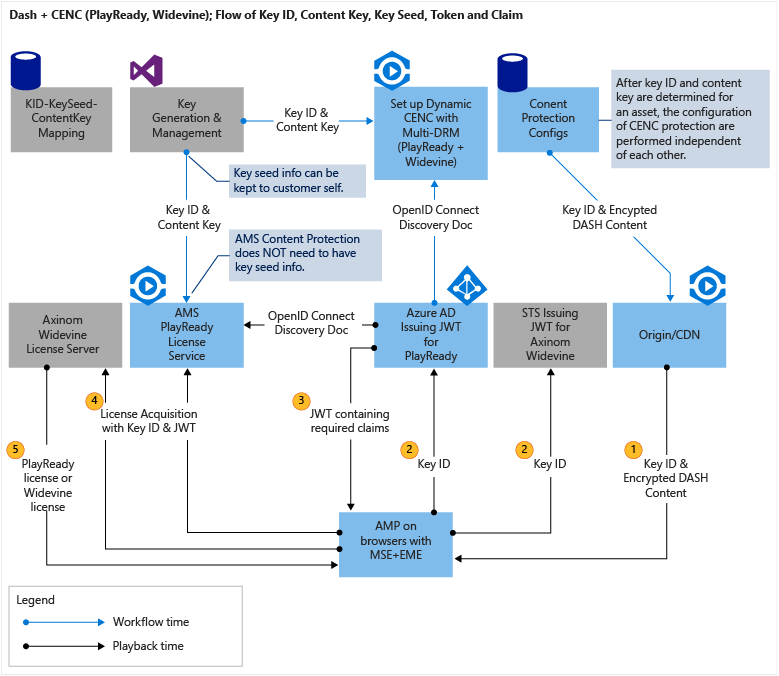 Dash + CENC (PlayReady, Widevine); Flow of Key ID, Content Key, Key Seed, Token and Claim
KID-KeySeed-
ContentKey
Mapping
Key
Generation &
Management
Key ID &
Content Key
Set up Dynamic
CENC with
Multi-DRM
(PlayReady +
Widevine)
Conent
Protection
Configs
After key ID and content
key are determined for
an asset, the configuration
of CENC protection are
performed independent
of each other.
Key seed info can be
kept to customer self.
Key ID &
Content Key
OpenID Connect
Discovery Doc
Key ID & Encrypted
DASH Content
AMS Content Protection
does NOT need to have
key seed info.
Axinom
Widevine
License Server
AMS
PlayReady
License
Service
OpenID Connect
Discovery Doc
Azure AD
Issuing JWT
for
PlayReady
STS Issuing
JWT for
Axinom
Widevine
Origin/CDN
4
License Acquisition
with Key ID & JWT
3
JWT containing
required claims
5
PlayReady
license or
Widevine
license
2
Key ID
2
Key ID
1
Key ID &
Encrypted DASH
Content
AMP on
browsers with
MSE+EME
Legend
Workflow time
Playback time